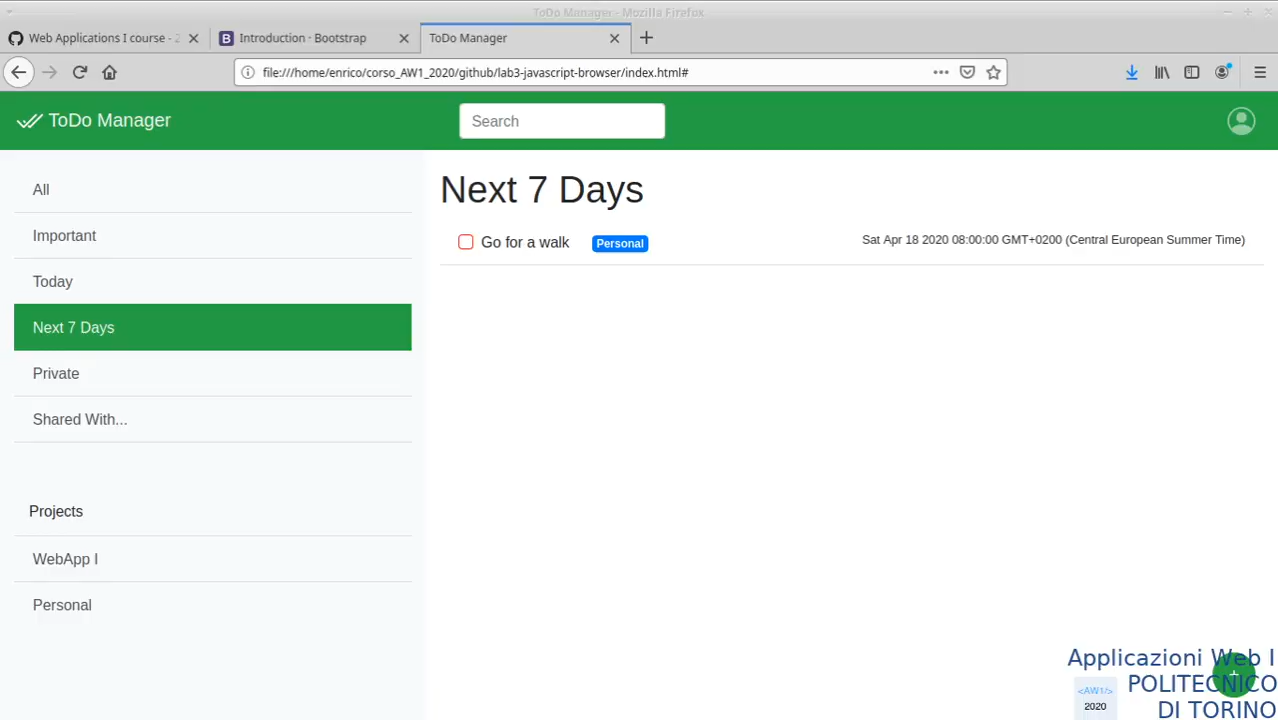 ToDo Manager - Mozilla Firefox
Web Applications I course - 2
Introduction · Bootstrap
ToDo Manager
file:///home/enrico/corso_AW1_2020/github/lab3-javascript-browser/index.html#
ToDo Manager
Search
All
Important
Today
Next 7 Days
Private
Shared With...
Projects
WebApp I
Personal
Next 7 Days
Go for a walk
Personal
Sat Apr 18 2020 08:00:00 GMT+0200 (Central European Summer Time)
Applicazioni Web I
POLITECNICO
DI TORINO
<AW1/>
2020